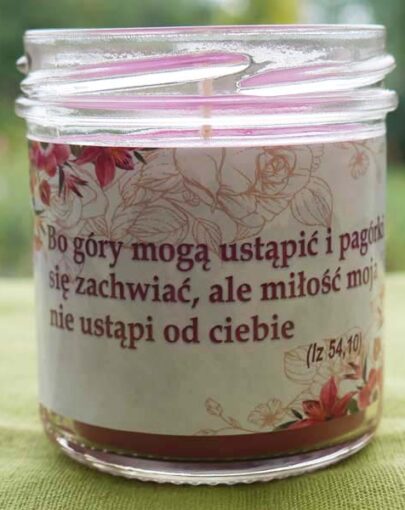 Bo góry mogą ustąpić i pagórki
się zachwiać, ale miłość moja
nie ustąpi od ciebie
(Iz 54,10)